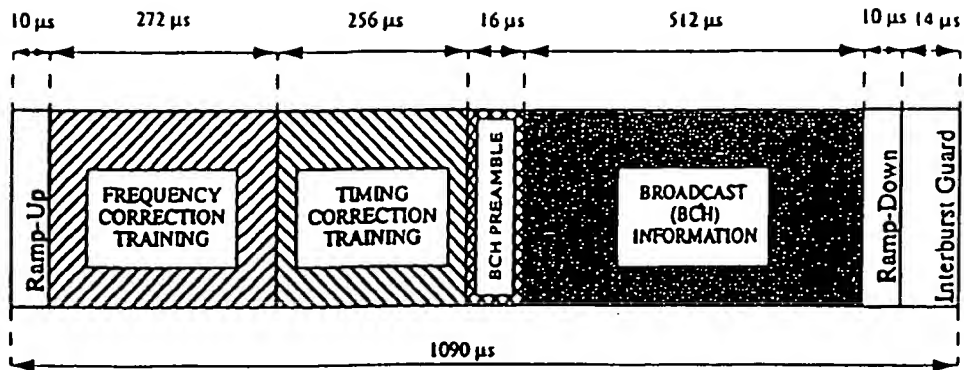 10 µs 272 µs 256 µs 16 µs 512 µs 10 µs 14 µs
Ramp-Up
FREQUENCY
CORRECTION
TRAINING
TIMING
CORRECTION
TRAINING
BCH PREAMBLE
BROADCAST
(BCH)
INFORMATION
Ramp-Down
Interburst Guard
1090 µs